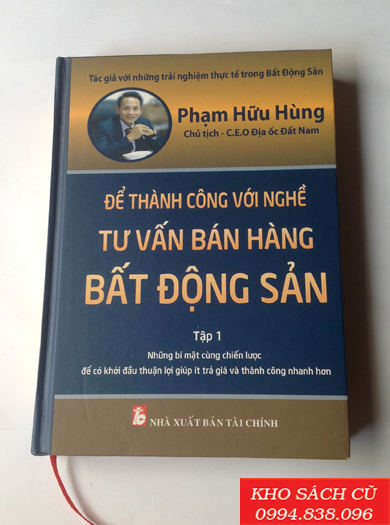 Tác giả với những trải nghiệm thực tế trong Bất Động Sản
Phạm Hữu Hùng
Chủ tịch - C.E.O Địa ốc Đất Nam
ĐỂ THÀNH CÔNG VỚI NGHỀ
TƯ VẤN BÁN HÀNG
BẤT ĐỘNG SẢN
Tập 1
Những bí mật cùng chiến lược
để có khởi đầu thuận lợi giúp ít trả giá và thành công nhanh hơn
NHÀ XUẤT BẢN TÀI CHÍNH
KHO SÁCH CŨ
0994.838.096